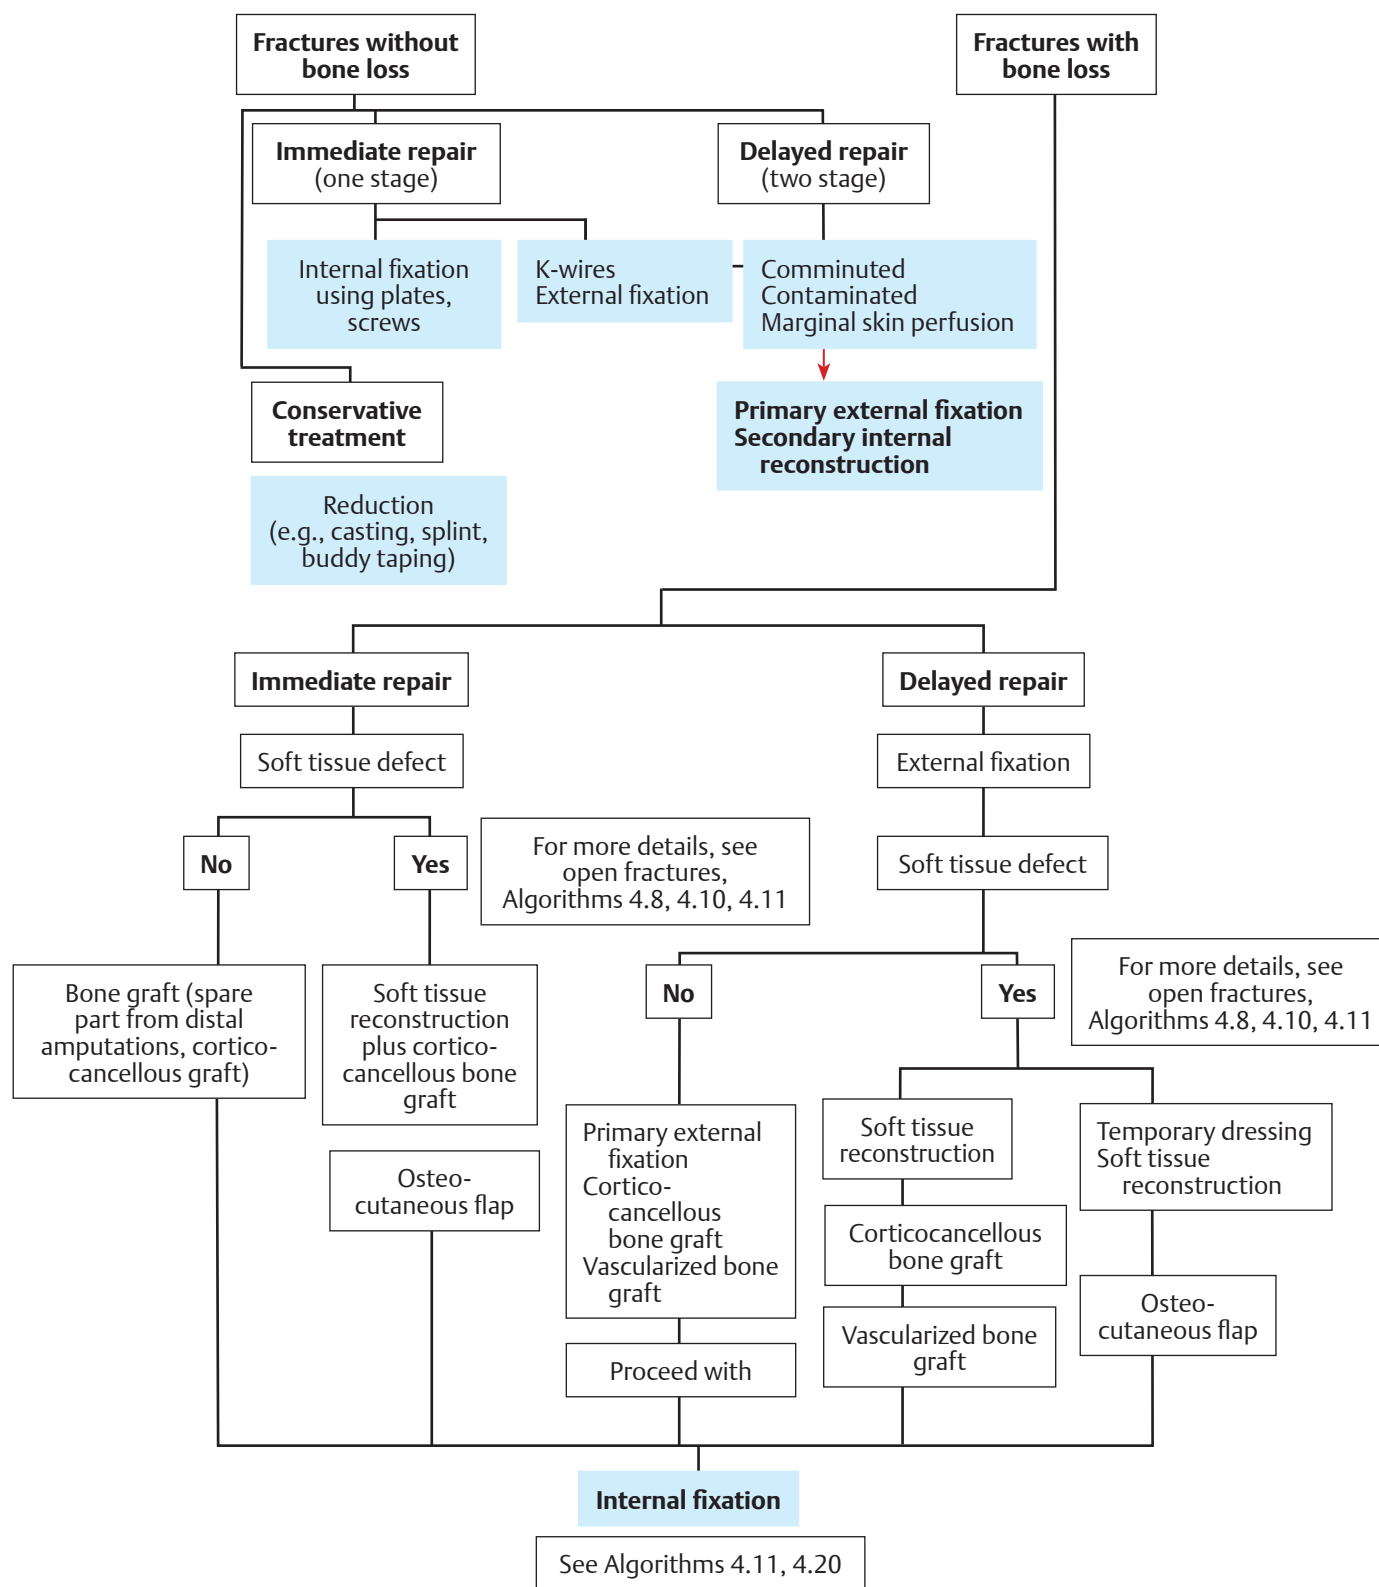 Fractures without
bone loss
Fractures with
bone loss
Immediate repair
(one stage)
Delayed repair
(two stage)
Internal fixation
using plates,
screws
K-wires
External fixation
Comminuted
Contaminated
Marginal skin perfusion
Conservative
treatment
Primary external fixation
Secondary internal
reconstruction
Reduction
(e.g., casting, splint,
buddy taping)
Immediate repair
Delayed repair
Soft tissue defect
External fixation
No
Yes
For more details, see
open fractures,
Algorithms 4.8, 4.10, 4.11
Soft tissue defect
Bone graft (spare
part from distal
amputations, cortico-
cancellous graft)
Soft tissue
reconstruction
plus cortico-
cancellous bone
graft
No
Yes
For more details, see
open fractures,
Algorithms 4.8, 4.10, 4.11
Osteo-
cutaneous flap
Primary external
fixation
Cortico-
cancellous
bone graft
Vascularized bone
graft
Soft tissue
reconstruction
Temporary dressing
Soft tissue
reconstruction
Corticocancellous
bone graft
Proceed with
Vascularized bone
graft
Osteo-
cutaneous flap
Internal fixation
See Algorithms 4.11, 4.20